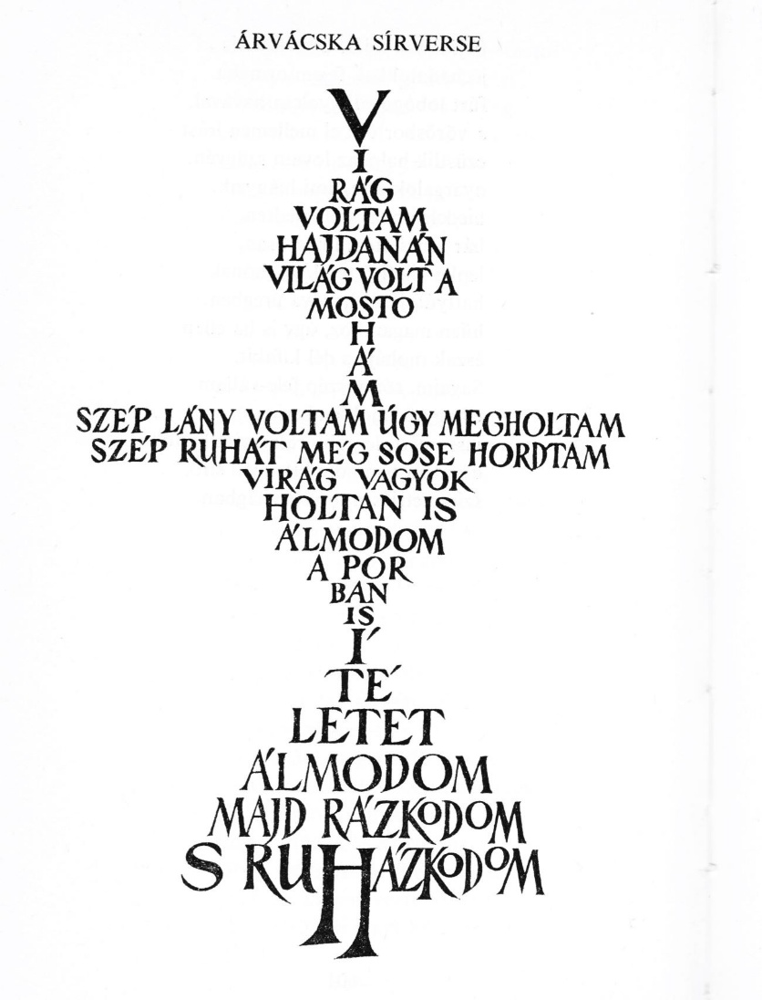 ÁRVÁCSKA SÍRVERSE
V
I
RÁG
VOLTAM
HAJDANÁN
VILÁG VOLT A
MOSTO
H
Á
M
SZÉP LÁNY VOLTAM ÚGY MEGHOLTAM
SZÉP RUHÁT MÉG SOSE HORDTAM
VIRÁG VAGYOK
HOLTAN IS
ÁLMODOM
A POR
BAN
IS
Í
TÉ
LETET
ÁLMODOM
MAJD RÁZKODOM
S RUHÁZKODOM